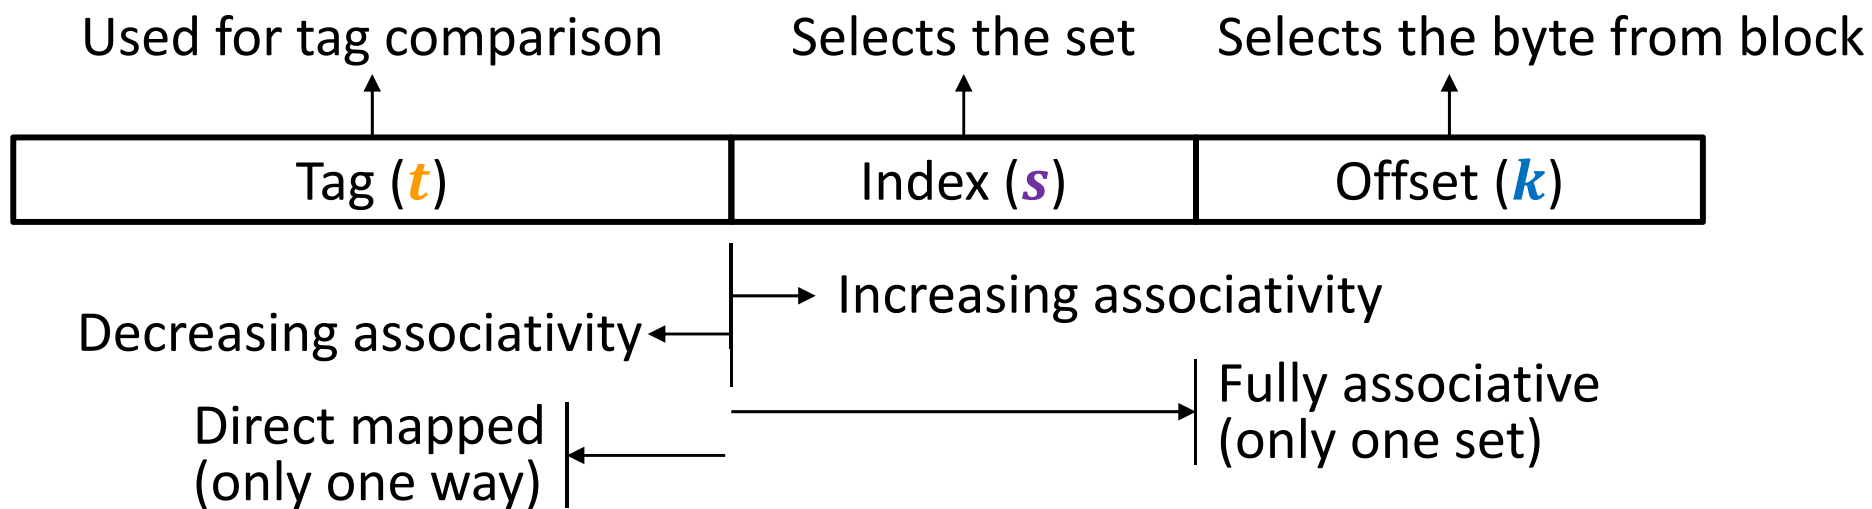 Used for tag comparison
Selects the set
Selects the byte from block
Tag (t)
Index (s)
Offset (k)
Increasing associativity
Decreasing associativity
Fully associative
(only one set)
Direct mapped
(only one way)